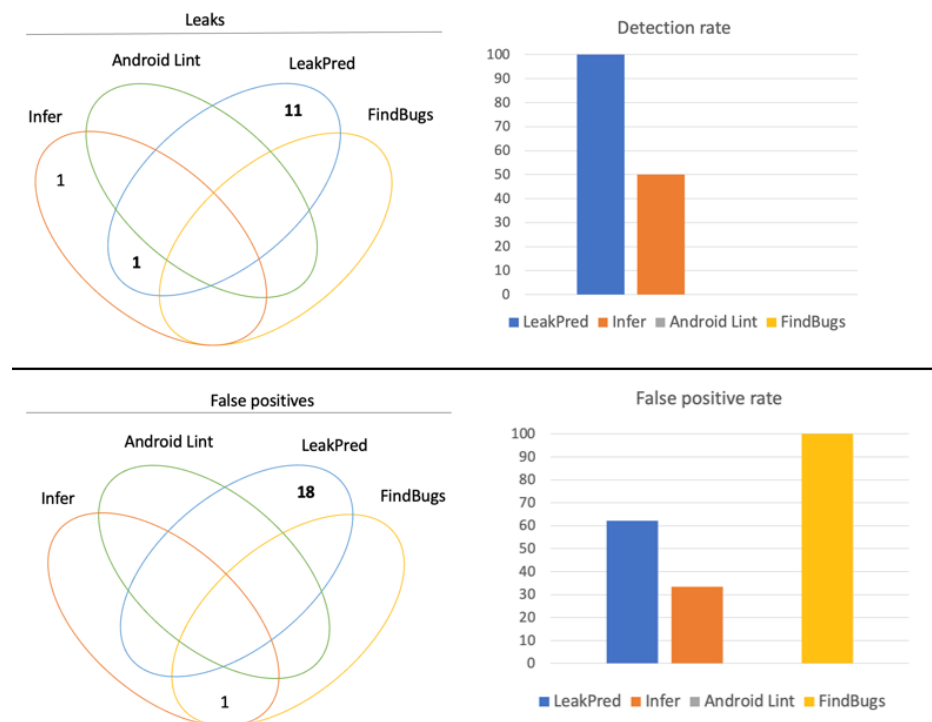 Leaks
Android Lint
LeakPred
Infer
FindBugs
11
1
1
Detection rate
100
90
80
70
60
50
40
30
20
10
0
LeakPred Infer Android Lint FindBugs
False positives
Android Lint
LeakPred
Infer
FindBugs
18
1
False positive rate
100
90
80
70
60
50
40
30
20
10
0
LeakPred Infer Android Lint FindBugs